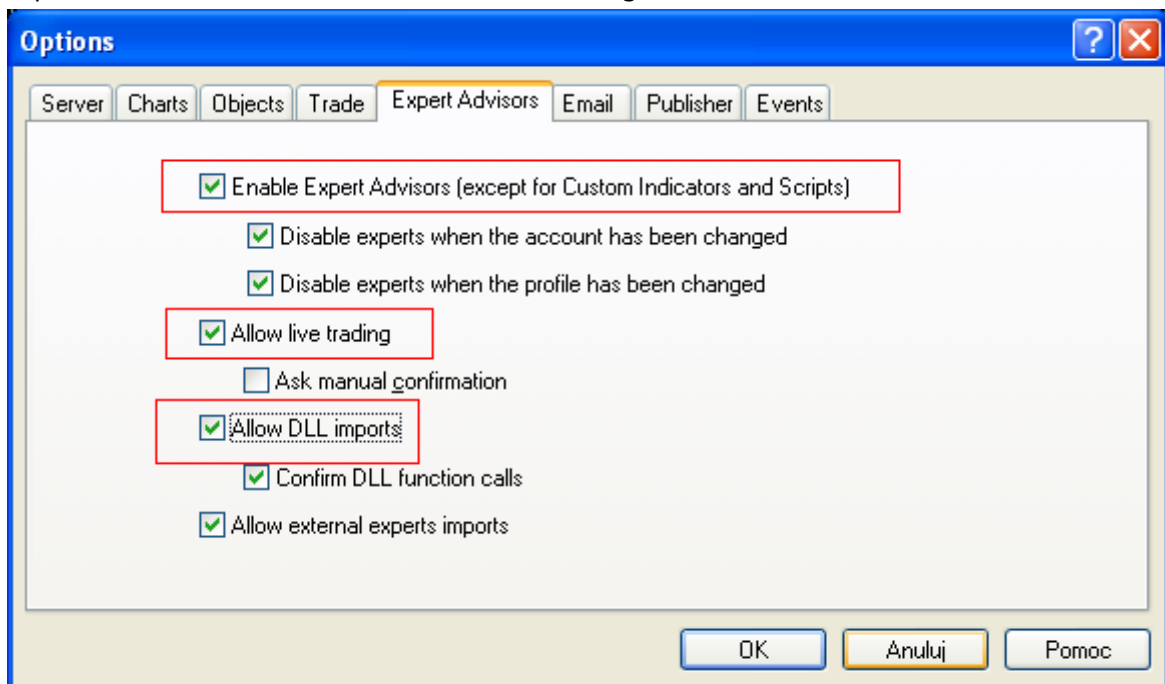 Options
Server Charts Objects Trade Expert Advisors Email Publisher Events
Enable Expert Advisors (except for Custom Indicators and Scripts)
Disable experts when the account has been changed
Disable experts when the profile has been changed
Allow live trading
Ask manual confirmation
Allow DLL imports
Confirm DLL function calls
Allow external experts imports
OK Anuluj Pomoc